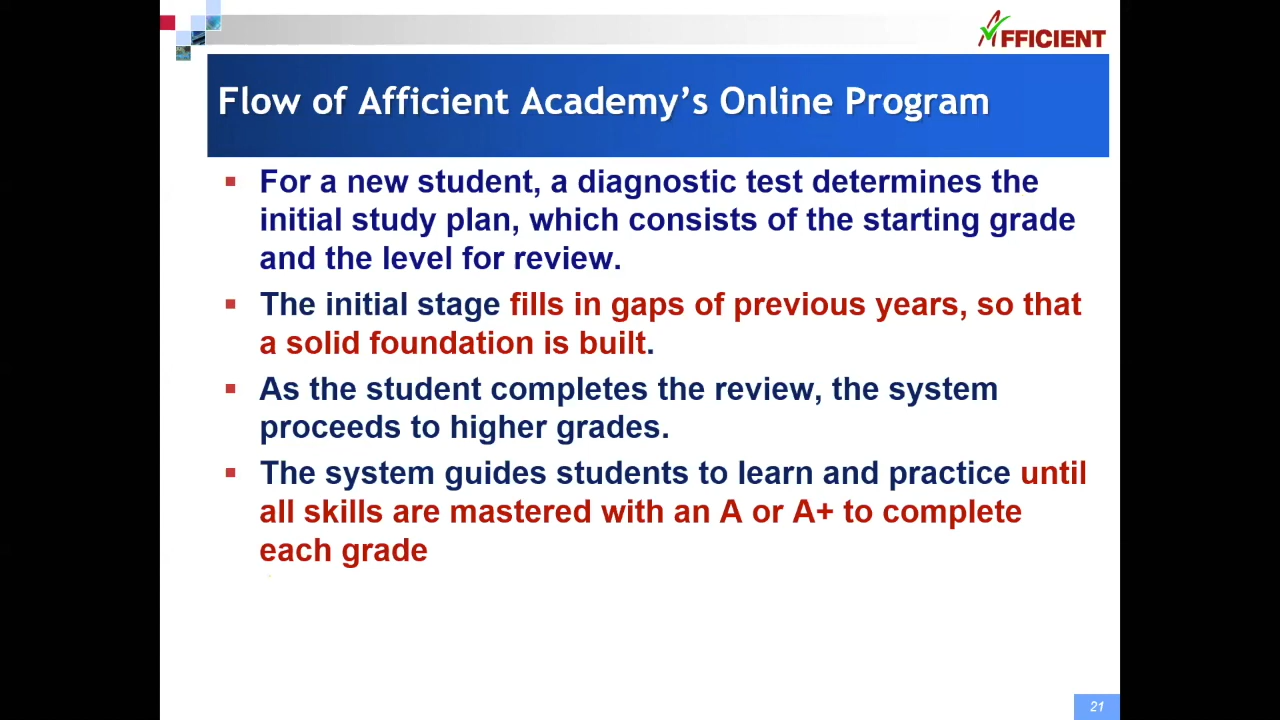 AFFICIENT
Flow of Afficient Academy’s Online Program
▪ For a new student, a diagnostic test determines the
initial study plan, which consists of the starting grade
and the level for review.
▪ The initial stage fills in gaps of previous years, so that
a solid foundation is built.
▪ As the student completes the review, the system
proceeds to higher grades.
▪ The system guides students to learn and practice until
all skills are mastered with an A or A+ to complete
each grade
21